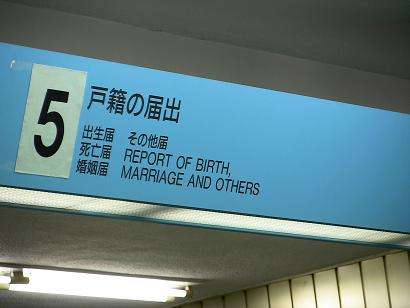 5
戸籍の届出
出生届 その他届
死亡届 REPORT OF BIRTH,
婚姻届 MARRIAGE AND OTHERS